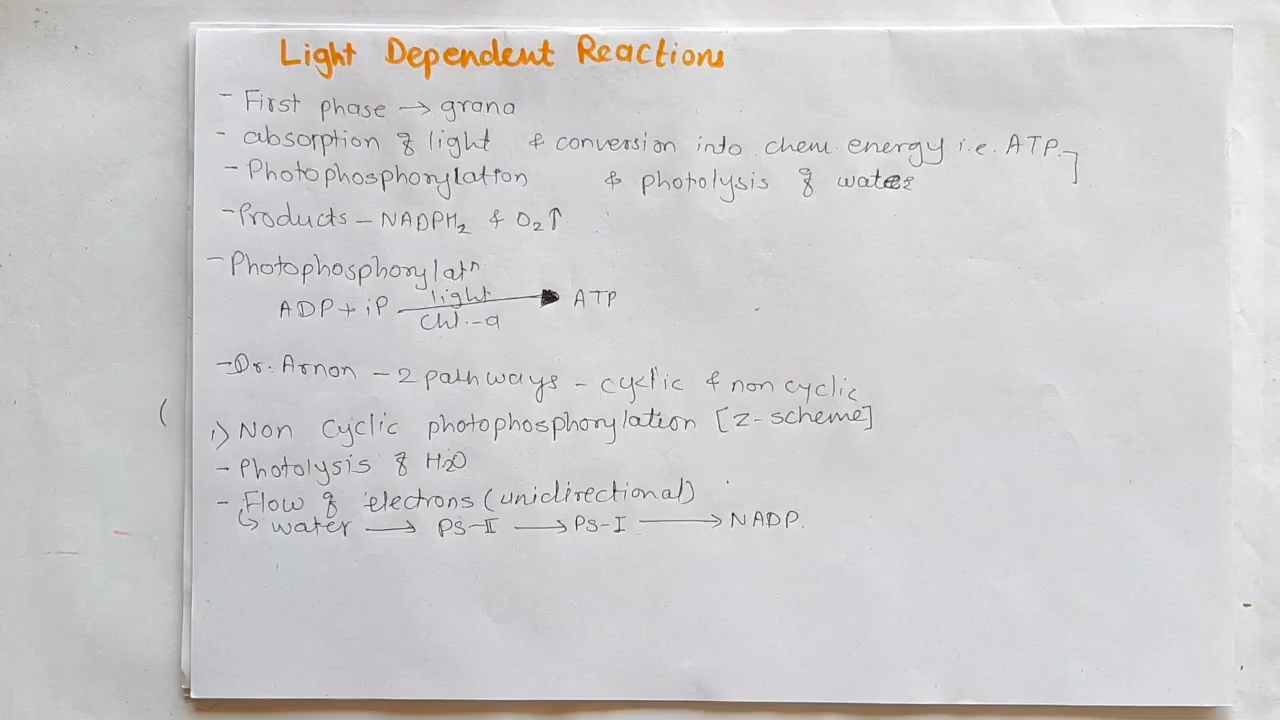 Light Dependent Reactions
- First phase → grana
- absorption of light & conversion into chem. energy i.e. ATP.
- Photophosphorylation & photolysis of water
- Products - NADPH₂ & O₂↑
- Photophosphorylatⁿ
ADP + iP light → ATP
Chl.-a
- Dr. Arnon - 2 pathways - cyclic & non cyclic
1) Non Cyclic photophosphorylation [Z-scheme]
- Photolysis of H₂O
- Flow of electrons (unidirectional)
↳ water → PS-II → PS-I → NADP.